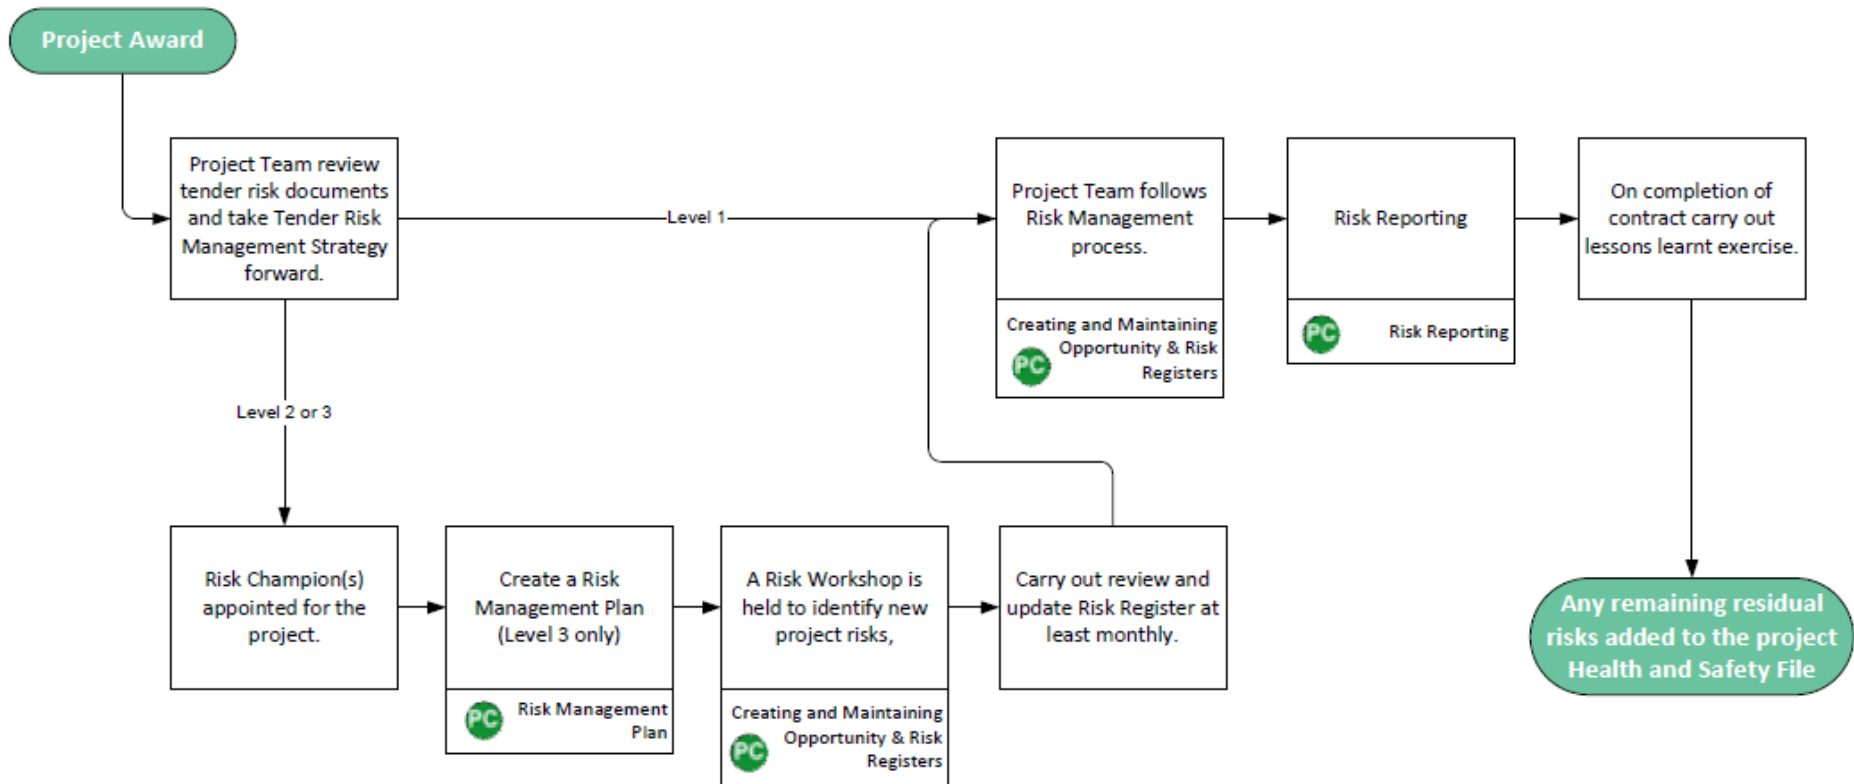 Project Award
Project Team review
tender risk documents
and take Tender Risk
Management Strategy
forward.
Level 1
Project Team follows
Risk Management
process.
Creating and Maintaining
Opportunity & Risk
Registers
PC
Risk Reporting
PC
Risk Reporting
On completion of
contract carry out
lessons learnt exercise.
Level 2 or 3
Risk Champion(s)
appointed for the
project.
Create a Risk
Management Plan
(Level 3 only)
PC
Risk Management
Plan
A Risk Workshop is
held to identify new
project risks,
Creating and Maintaining
Opportunity & Risk
Registers
PC
Carry out review and
update Risk Register at
least monthly.
Any remaining residual
risks added to the project
Health and Safety File